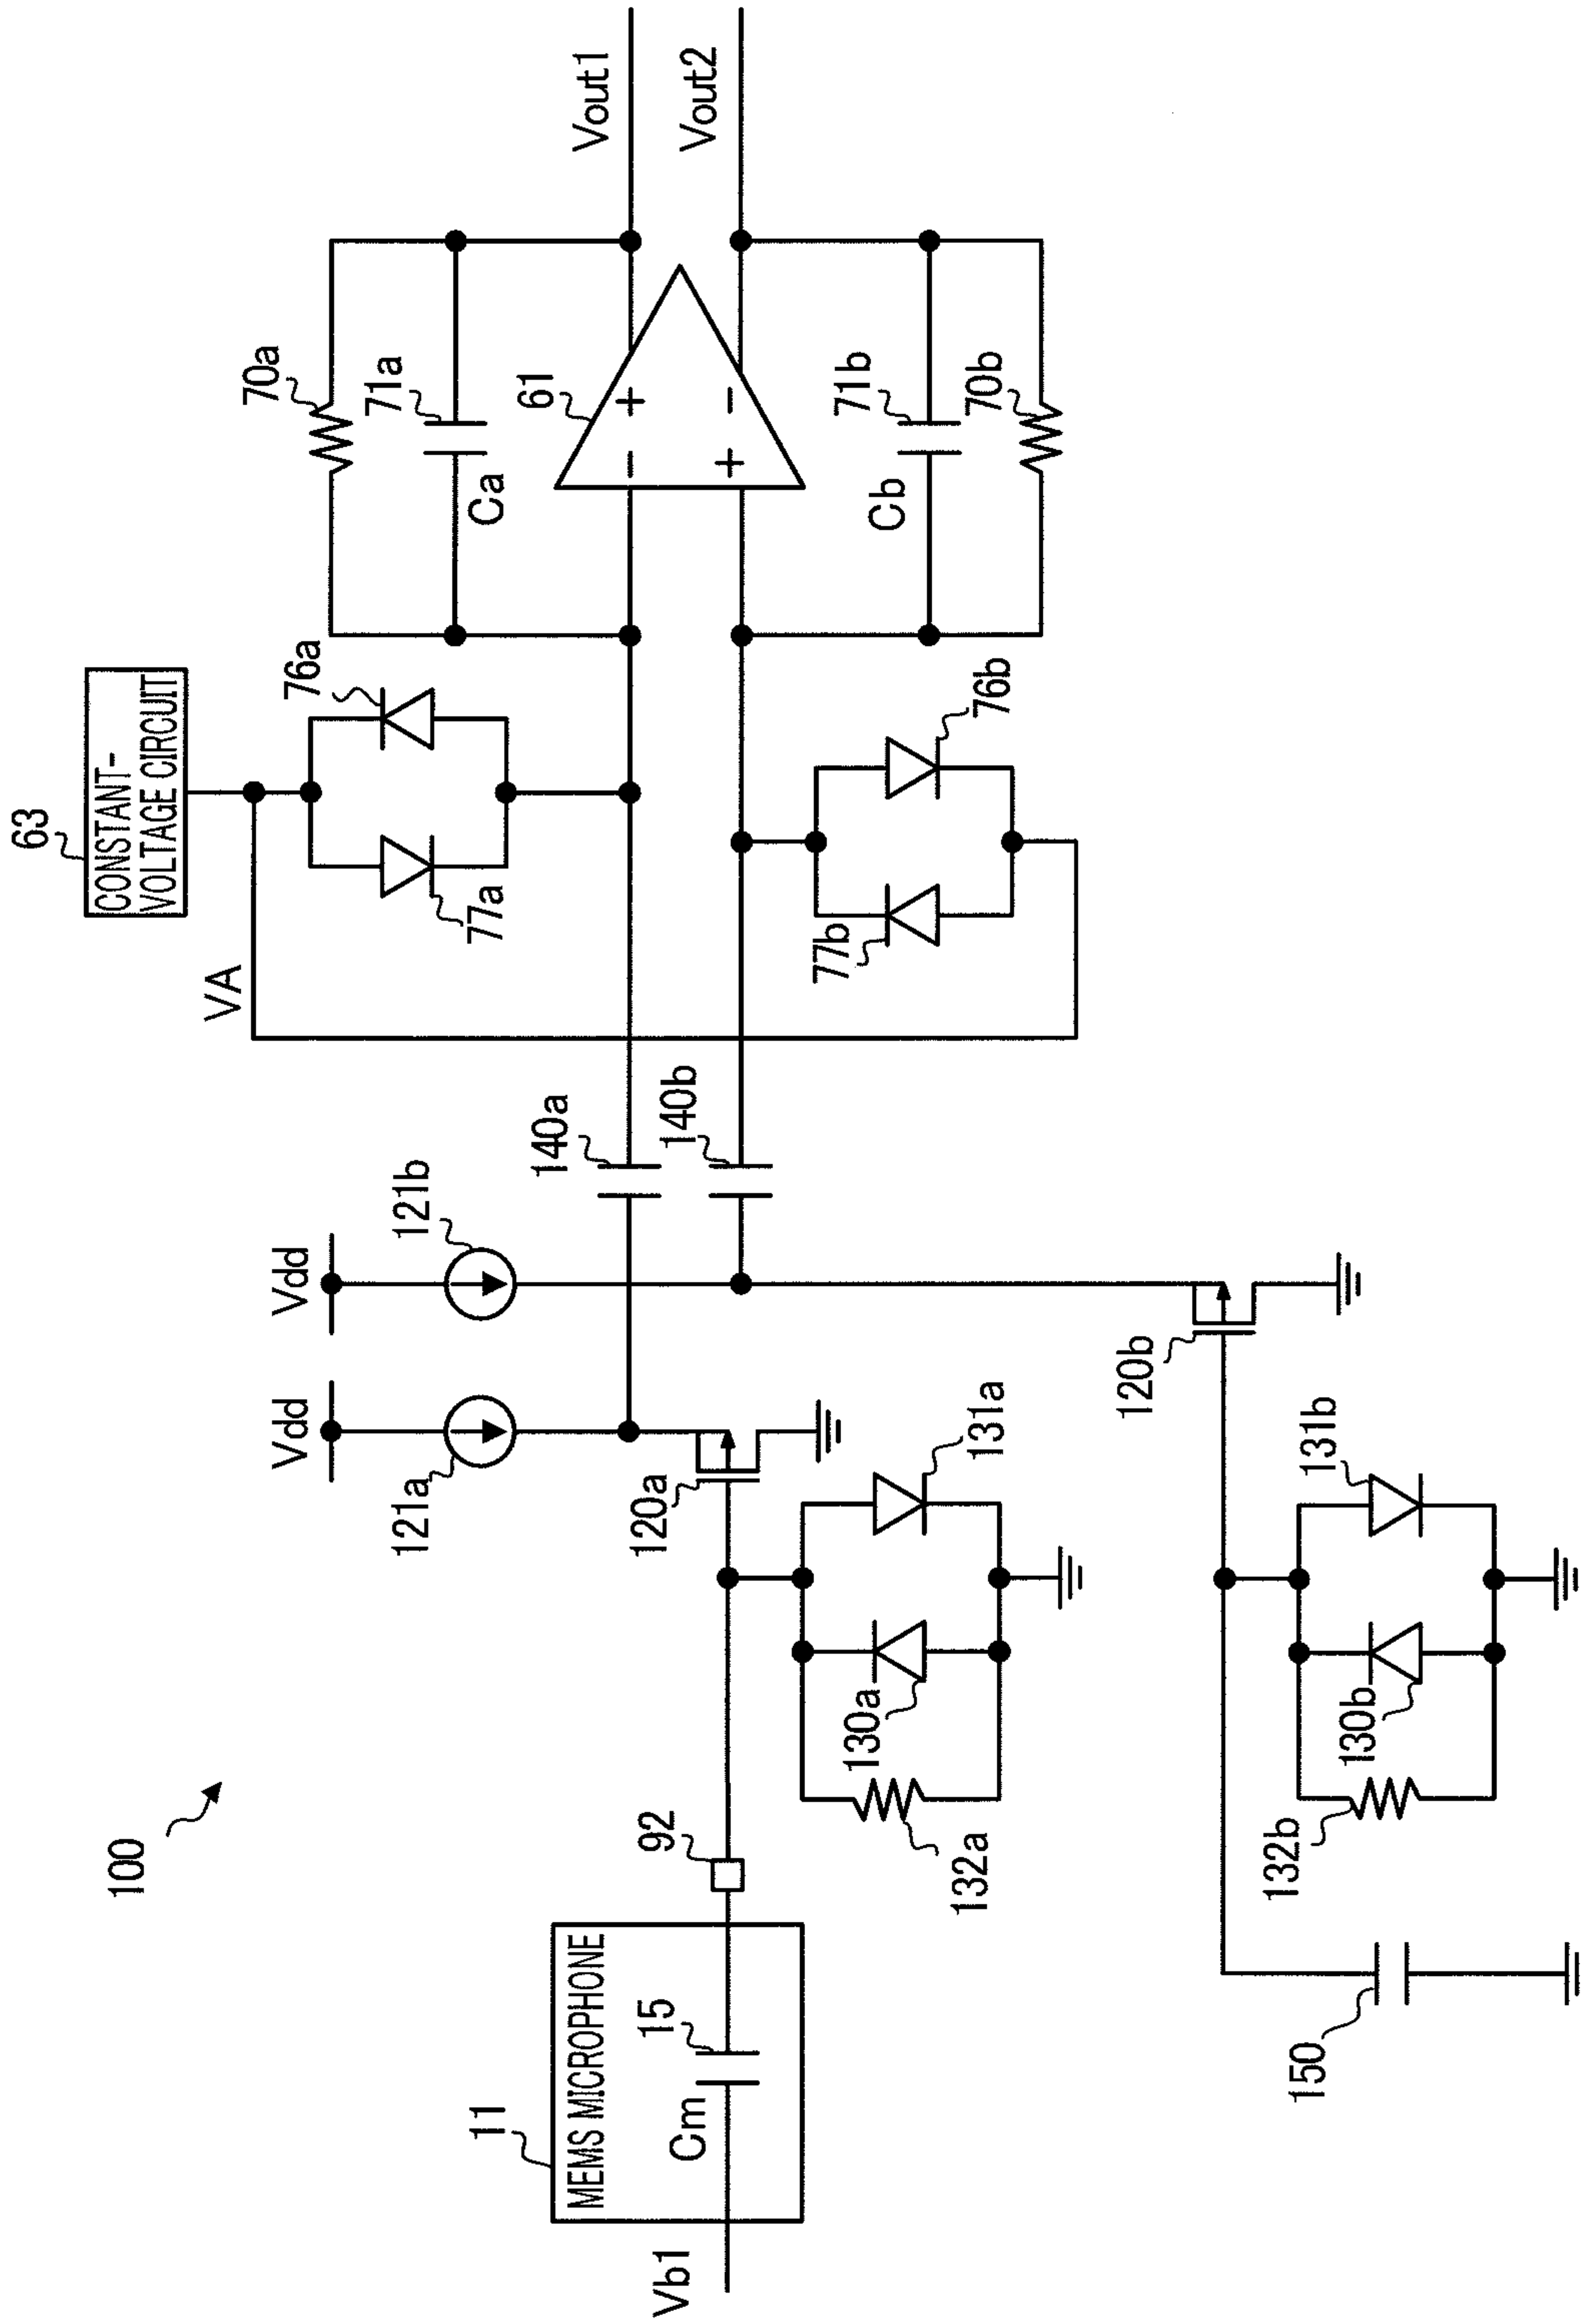 100
Vb1
11
MEMS MICROPHONE
Cm
15
92
132a
130a
131a
120a
121a
Vdd
121b
Vdd
150
132b
130b
131b
120b
140a
140b
VA
63
CONSTANT-
VOLTAGE CIRCUIT
77a
76a
77b
76b
70a
71a
Ca
61
- +
+ -
Cb
71b
70b
Vout1
Vout2